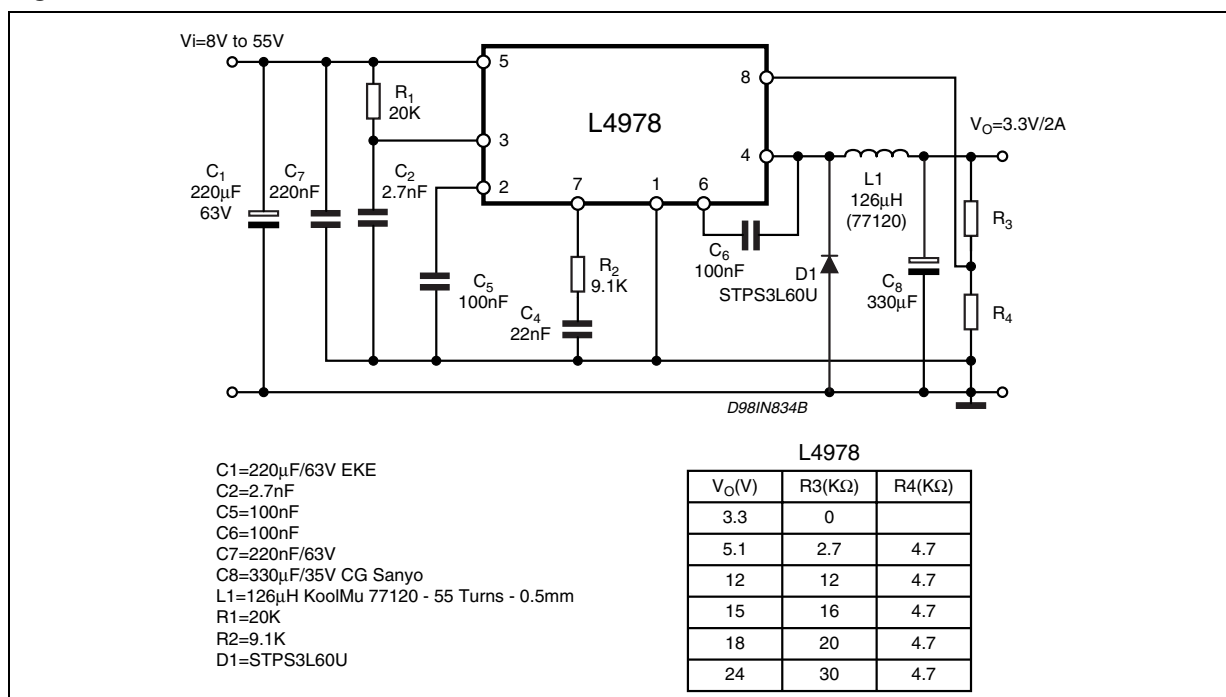 Vi=8V to 55V
5
8
R1
20K
L4978
VO=3.3V/2A
3
4
C1
220μF
63V
C7
220nF
C2
2.7nF
2
7
1
6
L1
126μH
(77120)
R3
C6
100nF
R2
9.1K
D1
STPS3L60U
C5
100nF
C4
22nF
C8
330μF
R4
D98IN834B
C1=220μF/63V EKE
C2=2.7nF
C5=100nF
C6=100nF
C7=220nF/63V
C8=330μF/35V CG Sanyo
L1=126μH KoolMu 77120 - 55 Turns - 0.5mm
R1=20K
R2=9.1K
D1=STPS3L60U
L4978
VO(V) R3(KΩ) R4(KΩ)
3.3 0
5.1 2.7 4.7
12 12 4.7
15 16 4.7
18 20 4.7
24 30 4.7